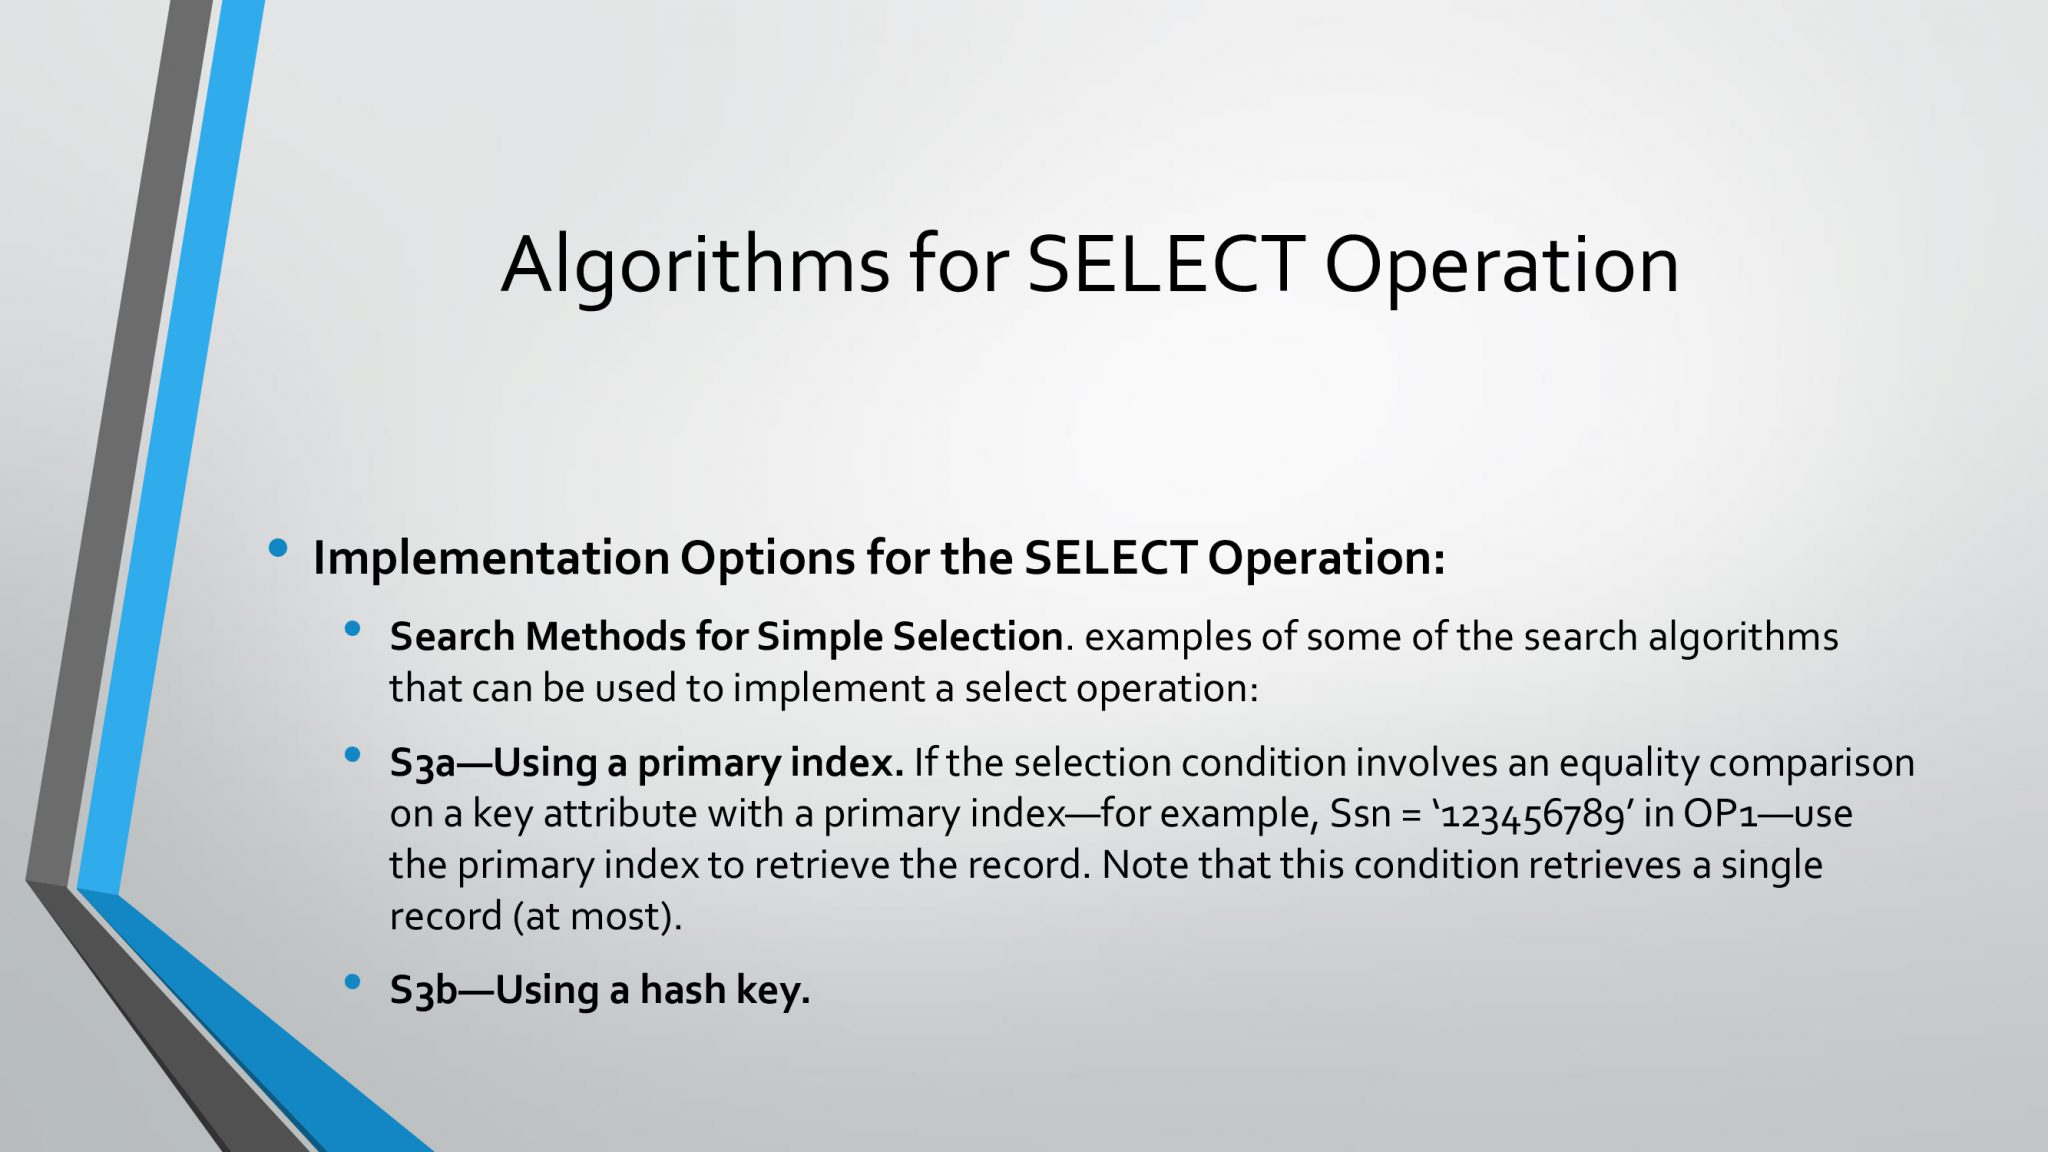 Algorithms for SELECT Operation
• Implementation Options for the SELECT Operation:
• Search Methods for Simple Selection. examples of some of the search algorithms
that can be used to implement a select operation:
• S3a—Using a primary index. If the selection condition involves an equality comparison
on a key attribute with a primary index—for example, Ssn = ‘123456789’ in OP1—use
the primary index to retrieve the record. Note that this condition retrieves a single
record (at most).
• S3b—Using a hash key.